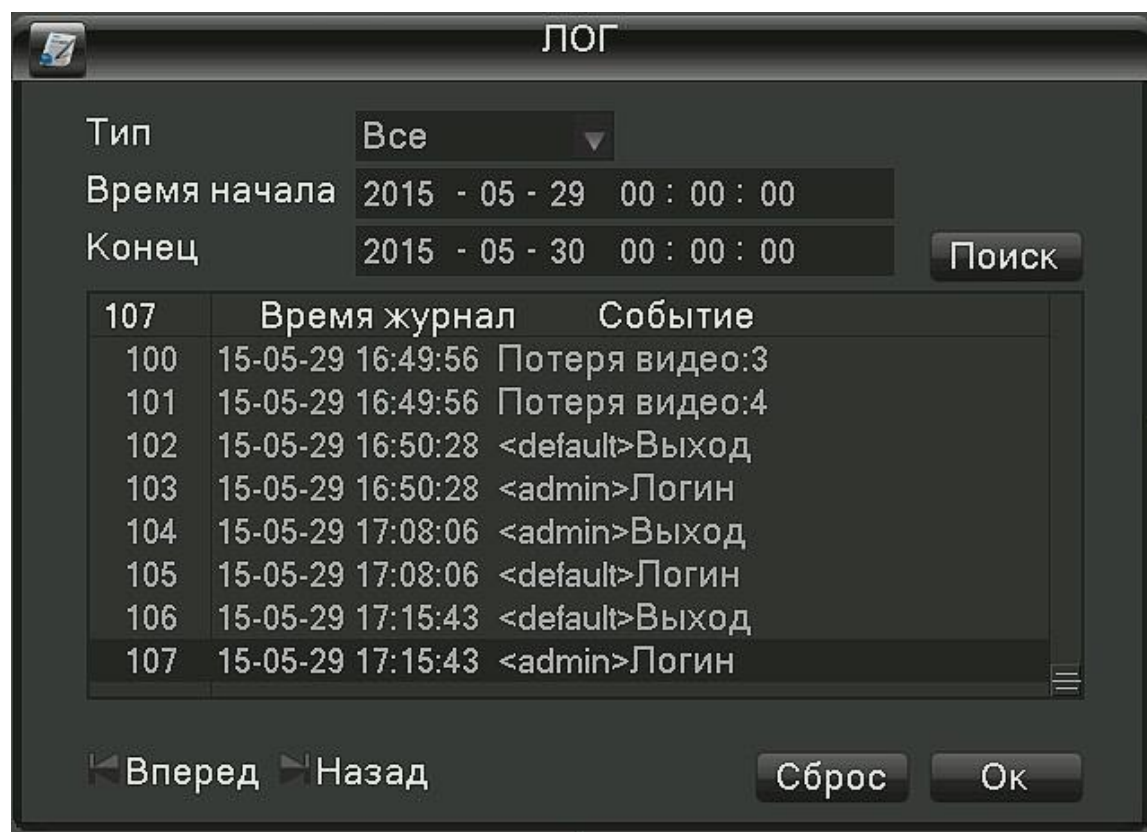 ЛОГ
Тип Все
Время начала 2015 - 05 - 29 00 : 00 : 00
Конец 2015 - 05 - 30 00 : 00 : 00 Поиск
107 Время журнал Событие
100 15-05-29 16:49:56 Потеря видео:3
101 15-05-29 16:49:56 Потеря видео:4
102 15-05-29 16:50:28 <default>Выход
103 15-05-29 16:50:28 <admin>Логин
104 15-05-29 17:08:06 <admin>Выход
105 15-05-29 17:08:06 <default>Логин
106 15-05-29 17:15:43 <default>Выход
107 15-05-29 17:15:43 <admin>Логин
Вперед Назад Сброс Ок